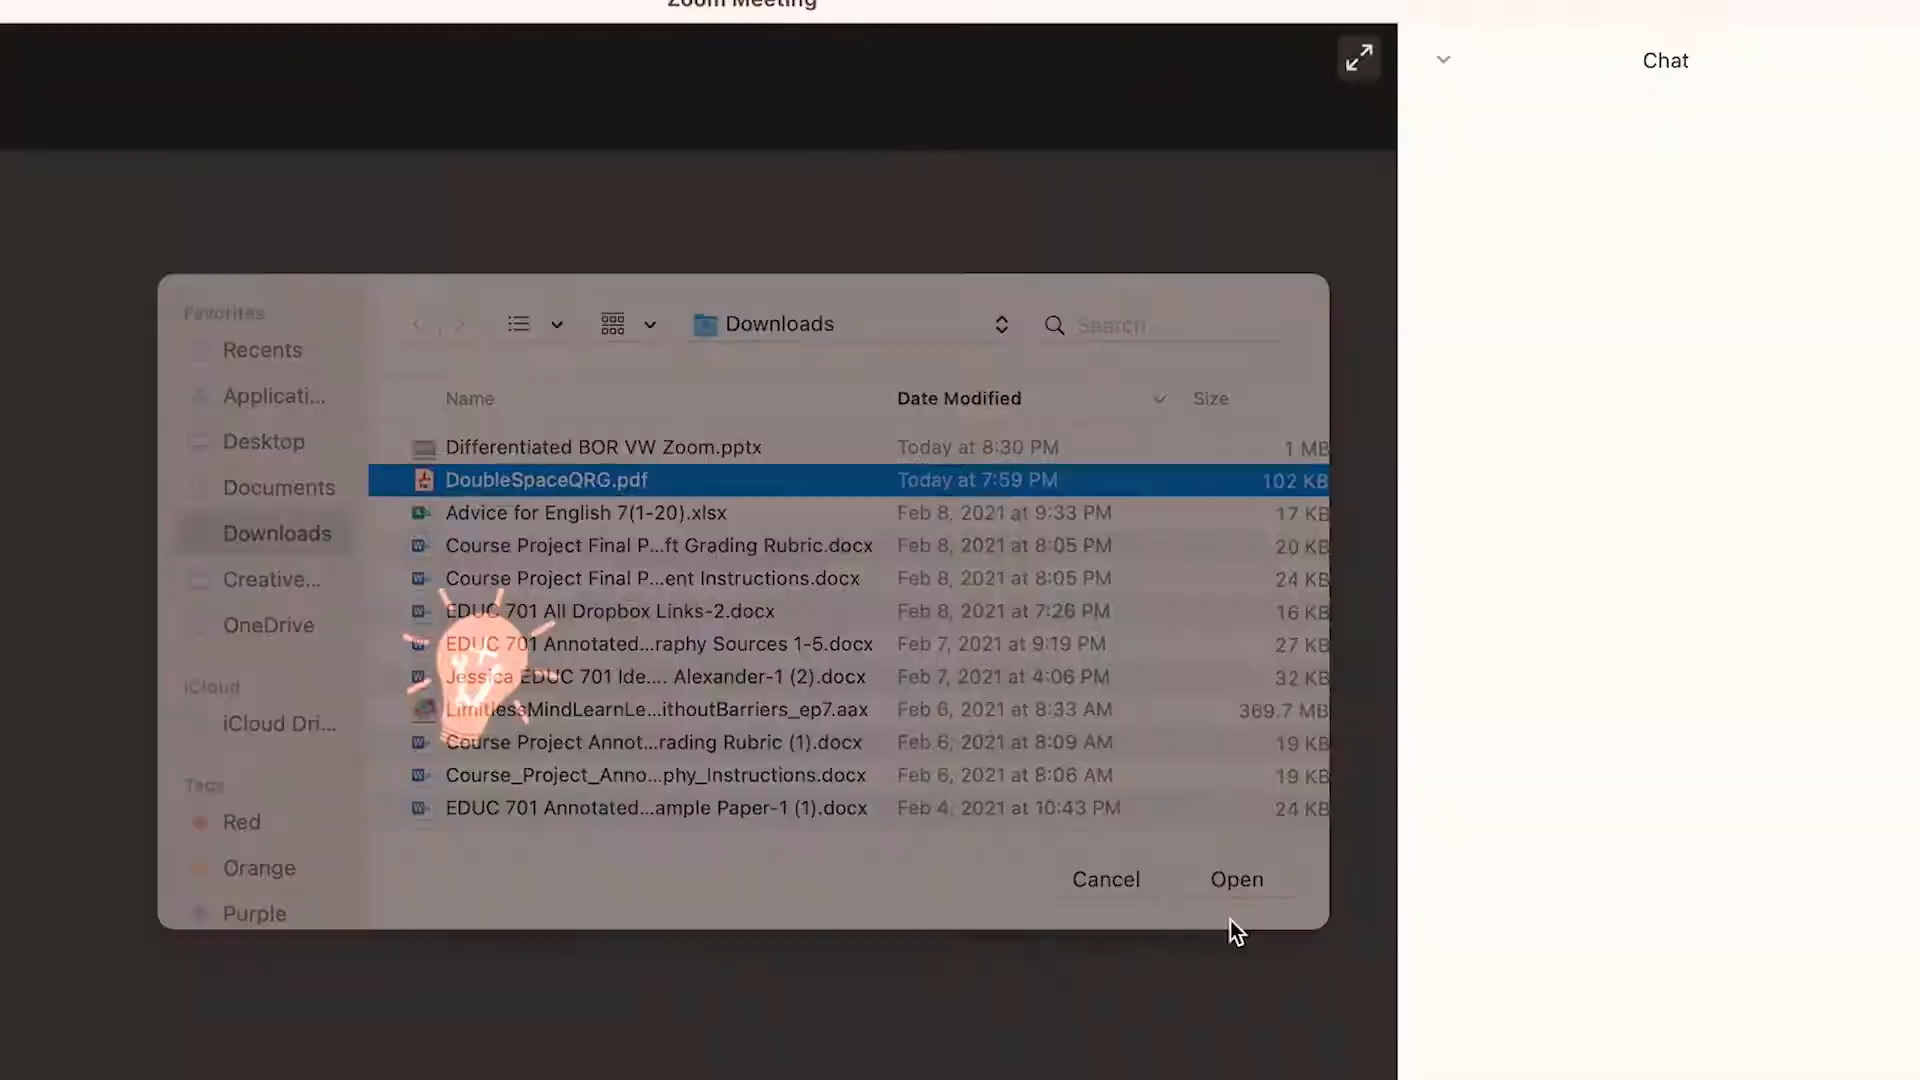 Zoom Meeting
Chat
Favorites
Recents
Applicati...
Desktop
Documents
Downloads
Creative...
OneDrive
iCloud
iCloud Dri...
Tags
Red
Orange
Purple
Downloads
Search
Name Date Modified Size
Differentiated BOR VW Zoom.pptx Today at 8:30 PM 1 MB
DoubleSpaceQRG.pdf Today at 7:59 PM 102 KB
Advice for English 7(1-20).xlsx Feb 8, 2021 at 9:33 PM 17 KB
Course Project Final P...ft Grading Rubric.docx Feb 8, 2021 at 8:05 PM 20 KB
Course Project Final P...ent Instructions.docx Feb 8, 2021 at 8:05 PM 24 KB
EDUC 701 All Dropbox Links-2.docx Feb 8, 2021 at 7:26 PM 16 KB
EDUC 701 Annotated...raphy Sources 1-5.docx Feb 7, 2021 at 9:19 PM 27 KB
Jessica EDUC 701 Ide.... Alexander-1 (2).docx Feb 7, 2021 at 4:06 PM 32 KB
LimitlessMindLearnLe...ithoutBarriers_ep7.aax Feb 6, 2021 at 8:33 AM 369.7 MB
Course Project Annot...rading Rubric (1).docx Feb 6, 2021 at 8:09 AM 19 KB
Course_Project_Anno...phy_Instructions.docx Feb 6, 2021 at 8:06 AM 19 KB
EDUC 701 Annotated...ample Paper-1 (1).docx Feb 4, 2021 at 10:43 PM 24 KB
Cancel Open